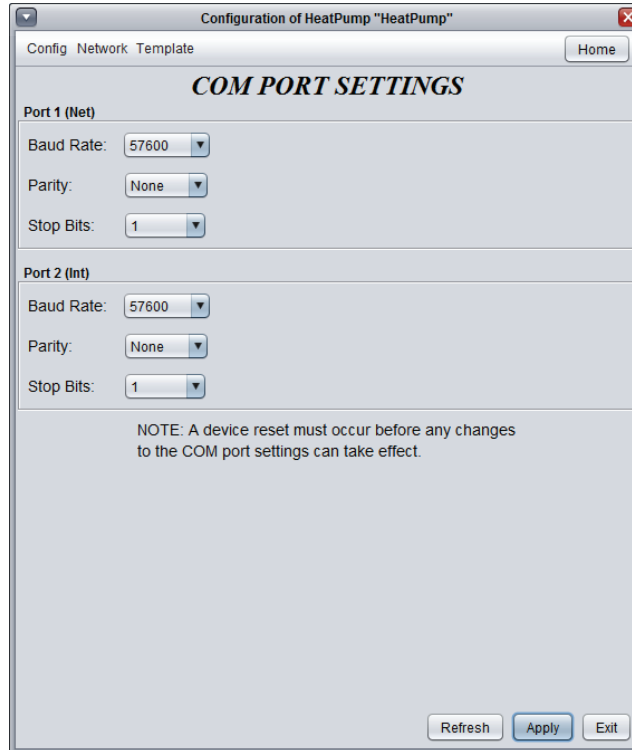 Configuration of HeatPump "HeatPump"
Config Network Template Home
COM PORT SETTINGS
Port 1 (Net)
Baud Rate: 57600
Parity: None
Stop Bits: 1
Port 2 (Int)
Baud Rate: 57600
Parity: None
Stop Bits: 1
NOTE: A device reset must occur before any changes
to the COM port settings can take effect.
Refresh Apply Exit